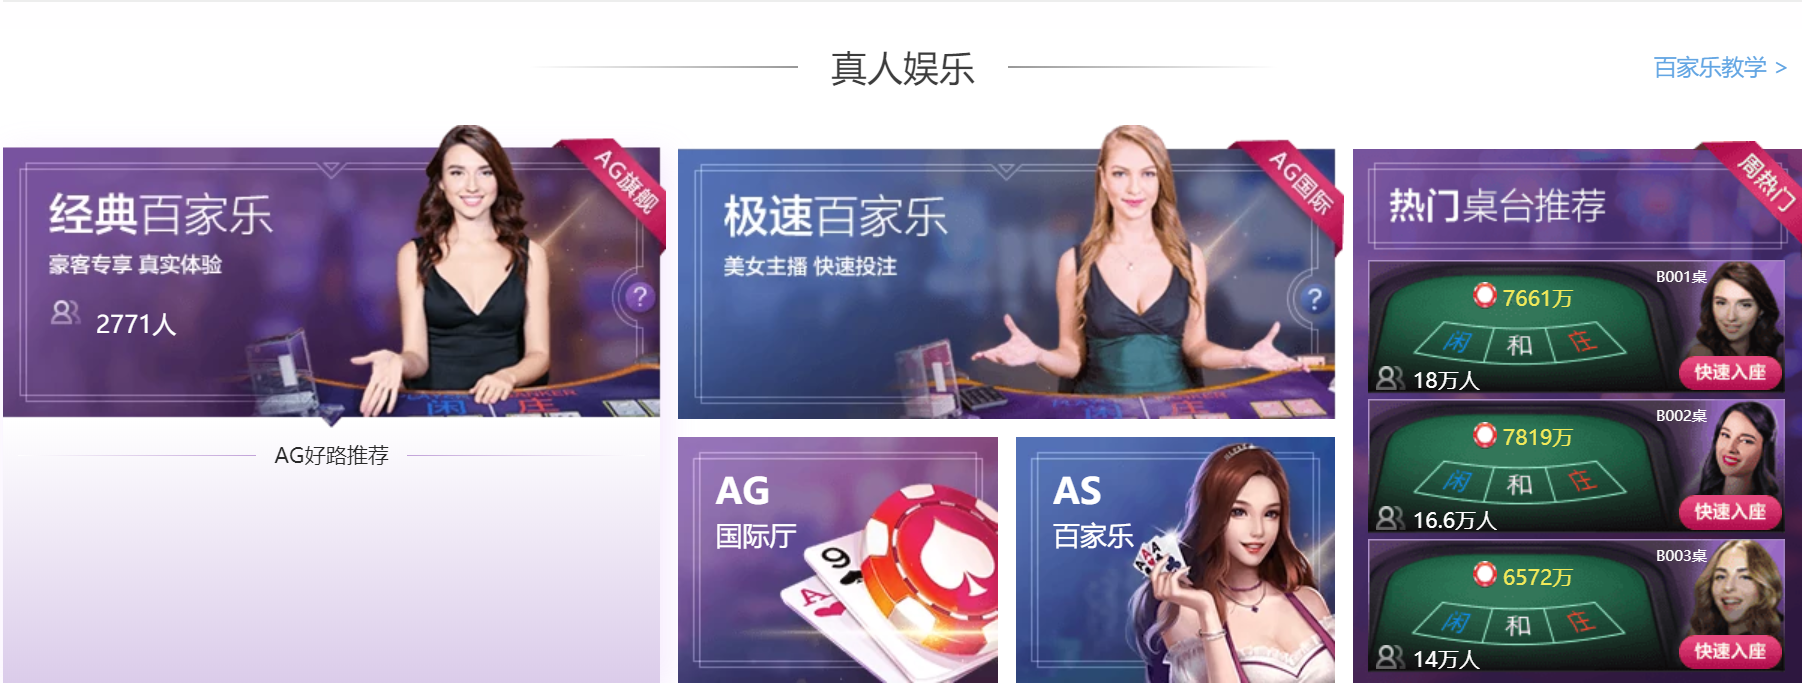 真人娱乐
百家乐教学 >
经典百家乐
豪客专享 真实体验
2771人
AG旗舰
?
闲
庄
AG好路推荐
极速百家乐
美女主播 快速投注
AG国际
?
闲
庄
AG
国际厅
9
A
AS
百家乐
A
A
热门桌台推荐
周热门
B001桌
7661万
闲 和 庄
18万人
快速入座
B002桌
7819万
闲 和 庄
16.6万人
快速入座
B003桌
6572万
闲 和 庄
14万人
快速入座